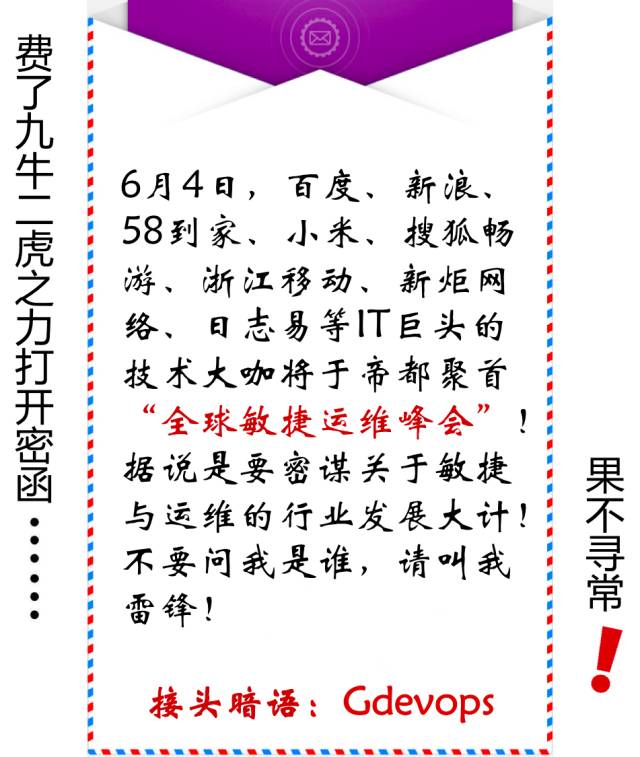 费了九牛二虎之力打开密函……
6月4日，百度、新浪、
58到家、小米、搜狐畅
游、浙江移动、新炬网
络、日志易等IT巨头的
技术大咖将于帝都聚首
“全球敏捷运维峰会”！
据说是要密谋关于敏捷
与运维的行业发展大计！
不要问我是谁，请叫我
雷锋！
接头暗语：Gdevops
果不寻常！